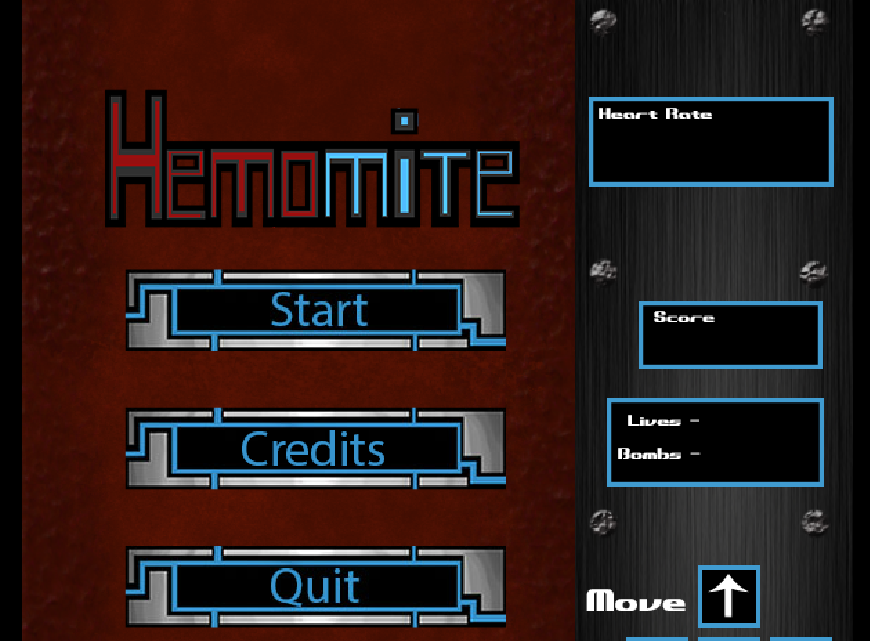 Hemomite
Start
Credits
Quit
Heart Rate
Score
Lives -
Bombs -
Move